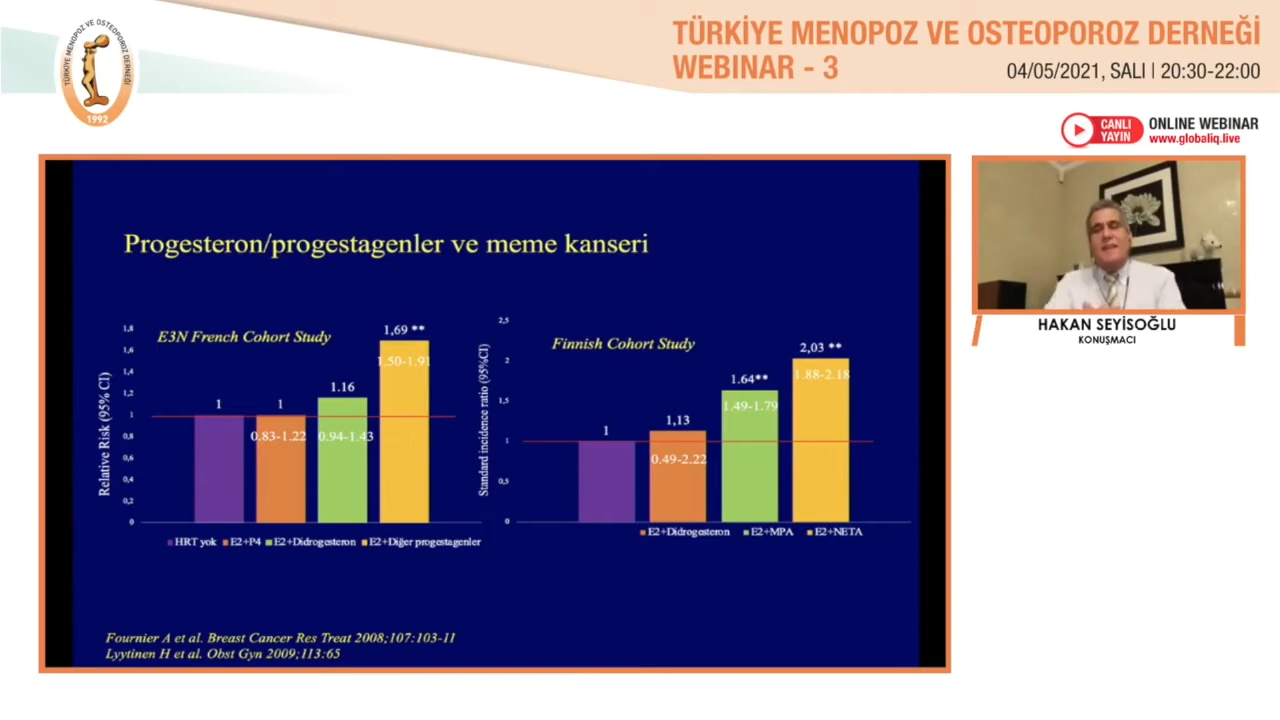 TÜRKİYE MENOPOZ VE OSTEOPOROZ DERNEĞİ
1992
TÜRKİYE MENOPOZ VE OSTEOPOROZ DERNEĞİ
WEBINAR - 3
04/05/2021, SALI | 20:30-22:00
CANLI
YAYIN
ONLINE WEBINAR
www.globaliq.live
HAKAN SEYİSOĞLU
KONUŞMACI
Progesteron/progestagenler ve meme kanseri
E3N French Cohort Study
Relative Risk (95% CI)
1,8
1,6
1,4
1,2
1
0,8
0,6
0,4
0,2
0
1
1
1.16
1,69 **
0.83-1.22
0.94-1.43
1.50-1.91
HRT yok E2+P4 E2+Didrogesteron E2+Diğer progestagenler
Finnish Cohort Study
Standard incidence ratio (95%CI)
2,5
2
1,5
1
0,5
0
1
1,13
1.64**
2,03 **
0.49-2.22
1.49-1.79
1.88-2.18
E2+Didrogesteron E2+MPA E2+NETA
Fournier A et al. Breast Cancer Res Treat 2008;107:103-11
Lyytinen H et al. Obst Gyn 2009;113:65